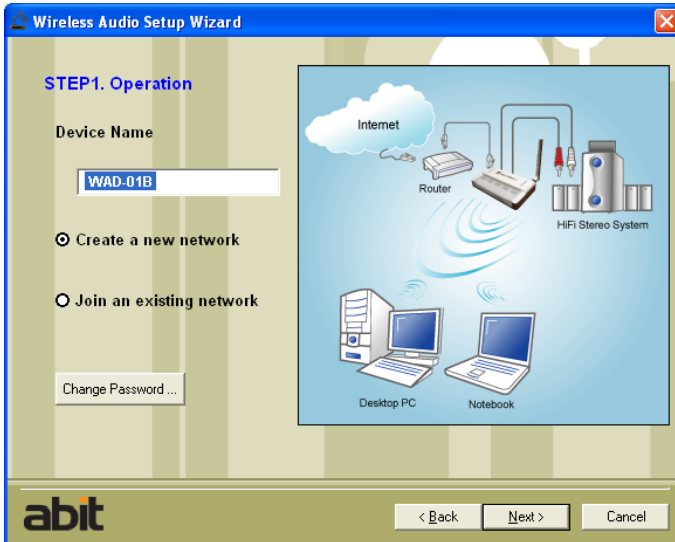 Wireless Audio Setup Wizard
STEP1. Operation
Device Name
WAD-01B
Create a new network
Join an existing network
Change Password ...
Internet
Router
HiFi Stereo System
Desktop PC
Notebook
abit
< Back
Next >
Cancel